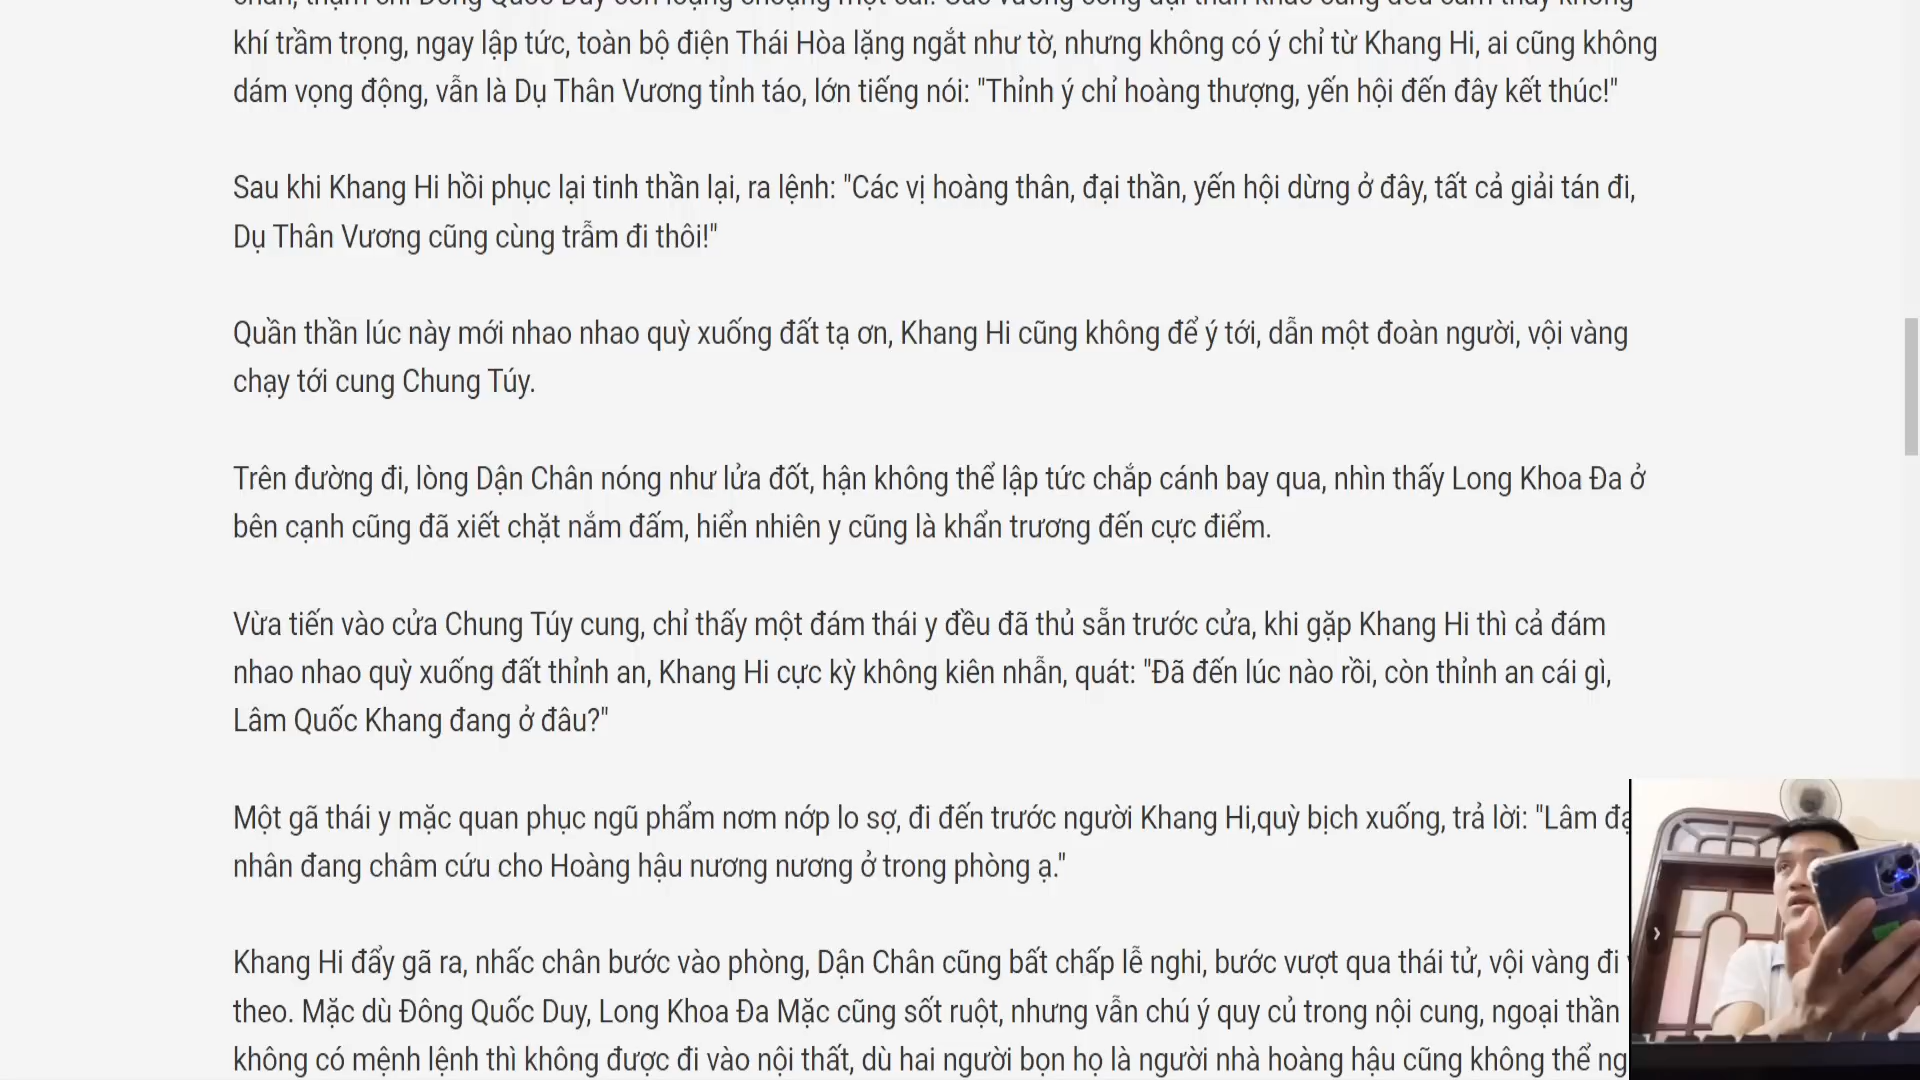 khí trầm trọng, ngay lập tức, toàn bộ điện Thái Hòa lặng ngắt như tờ, nhưng không có ý chỉ từ Khang Hi, ai cũng không
dám vọng động, vẫn là Dụ Thân Vương tỉnh táo, lớn tiếng nói: "Thỉnh ý chỉ hoàng thượng, yến hội đến đây kết thúc!"
Sau khi Khang Hi hồi phục lại tinh thần lại, ra lệnh: "Các vị hoàng thân, đại thần, yến hội dừng ở đây, tất cả giải tán đi,
Dụ Thân Vương cũng cùng trẫm đi thôi!"
Quần thần lúc này mới nhao nhao quỳ xuống đất tạ ơn, Khang Hi cũng không để ý tới, dẫn một đoàn người, vội vàng
chạy tới cung Chung Túy.
Trên đường đi, lòng Dận Chân nóng như lửa đốt, hận không thể lập tức chắp cánh bay qua, nhìn thấy Long Khoa Đa ở
bên cạnh cũng đã xiết chặt nắm đấm, hiển nhiên y cũng là khẩn trương đến cực điểm.
Vừa tiến vào cửa Chung Túy cung, chỉ thấy một đám thái y đều đã thủ sẵn trước cửa, khi gặp Khang Hi thì cả đám
nhao nhao quỳ xuống đất thỉnh an, Khang Hi cực kỳ không kiên nhẫn, quát: "Đã đến lúc nào rồi, còn thỉnh an cái gì,
Lâm Quốc Khang đang ở đâu?"
Một gã thái y mặc quan phục ngũ phẩm nơm nớp lo sợ, đi đến trước người Khang Hi,quỳ bịch xuống, trả lời: "Lâm
nhân đang châm cứu cho Hoàng hậu nương nương ở trong phòng ạ."
Khang Hi đẩy gã ra, nhấc chân bước vào phòng, Dận Chân cũng bất chấp lễ nghi, bước vượt qua thái tử, vội vàng đi
theo. Mặc dù Đông Quốc Duy, Long Khoa Đa Mặc cũng sốt ruột, nhưng vẫn chú ý quy củ trong nội cung, ngoại thần
không có mệnh lệnh thì không được đi vào nội thất, dù hai người bọn họ là người nhà hoàng hậu cũng không thể